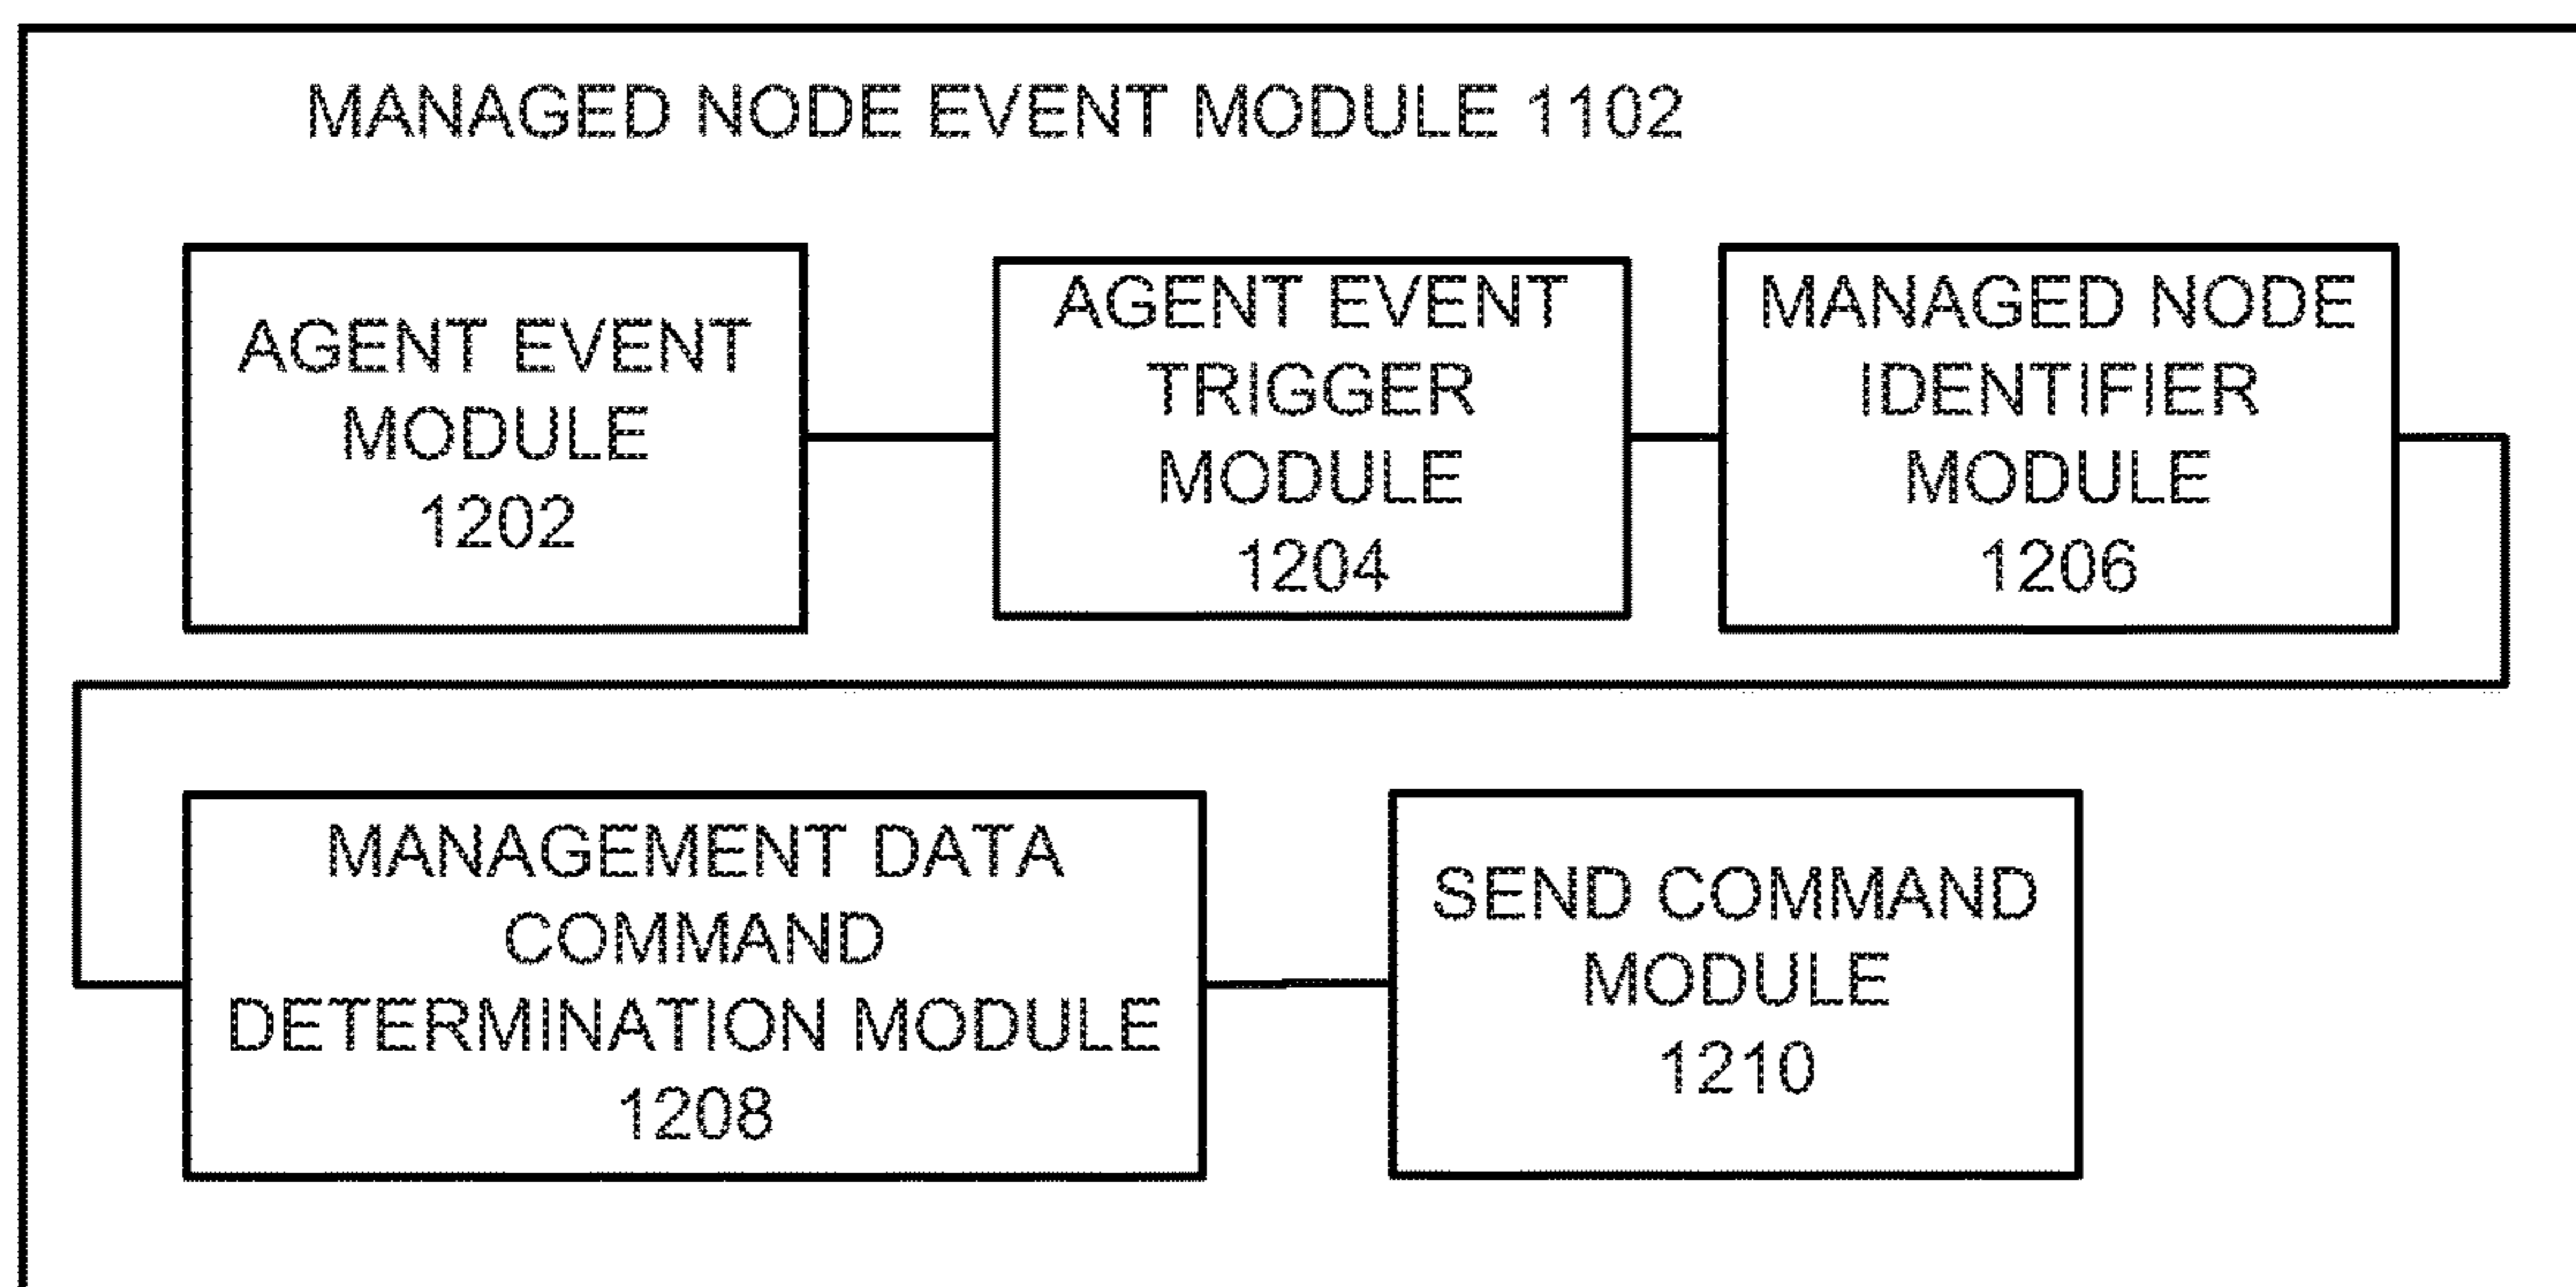 MANAGED NODE EVENT MODULE 1102
AGENT EVENT
MODULE
1202
AGENT EVENT
TRIGGER
MODULE
1204
MANAGED NODE
IDENTIFIER
MODULE
1206
MANAGEMENT DATA
COMMAND
DETERMINATION MODULE
1208
SEND COMMAND
MODULE
1210